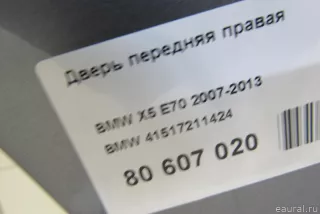 Дверь передняя правая
BMW X5 E70 2007-2013
BMW 41517211424
80 607 020
eaural.ru